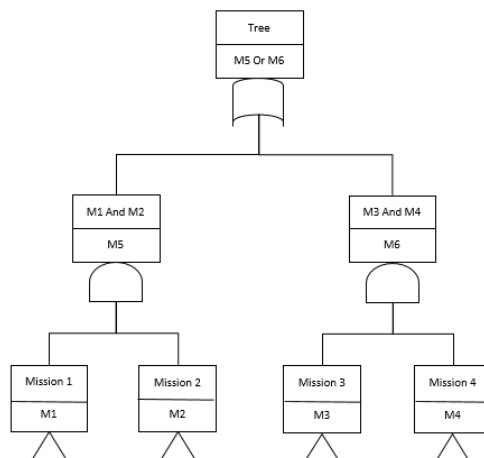 Tree
M5 Or M6
M1 And M2
M5
M3 And M4
M6
Mission 1
M1
Mission 2
M2
Mission 3
M3
Mission 4
M4